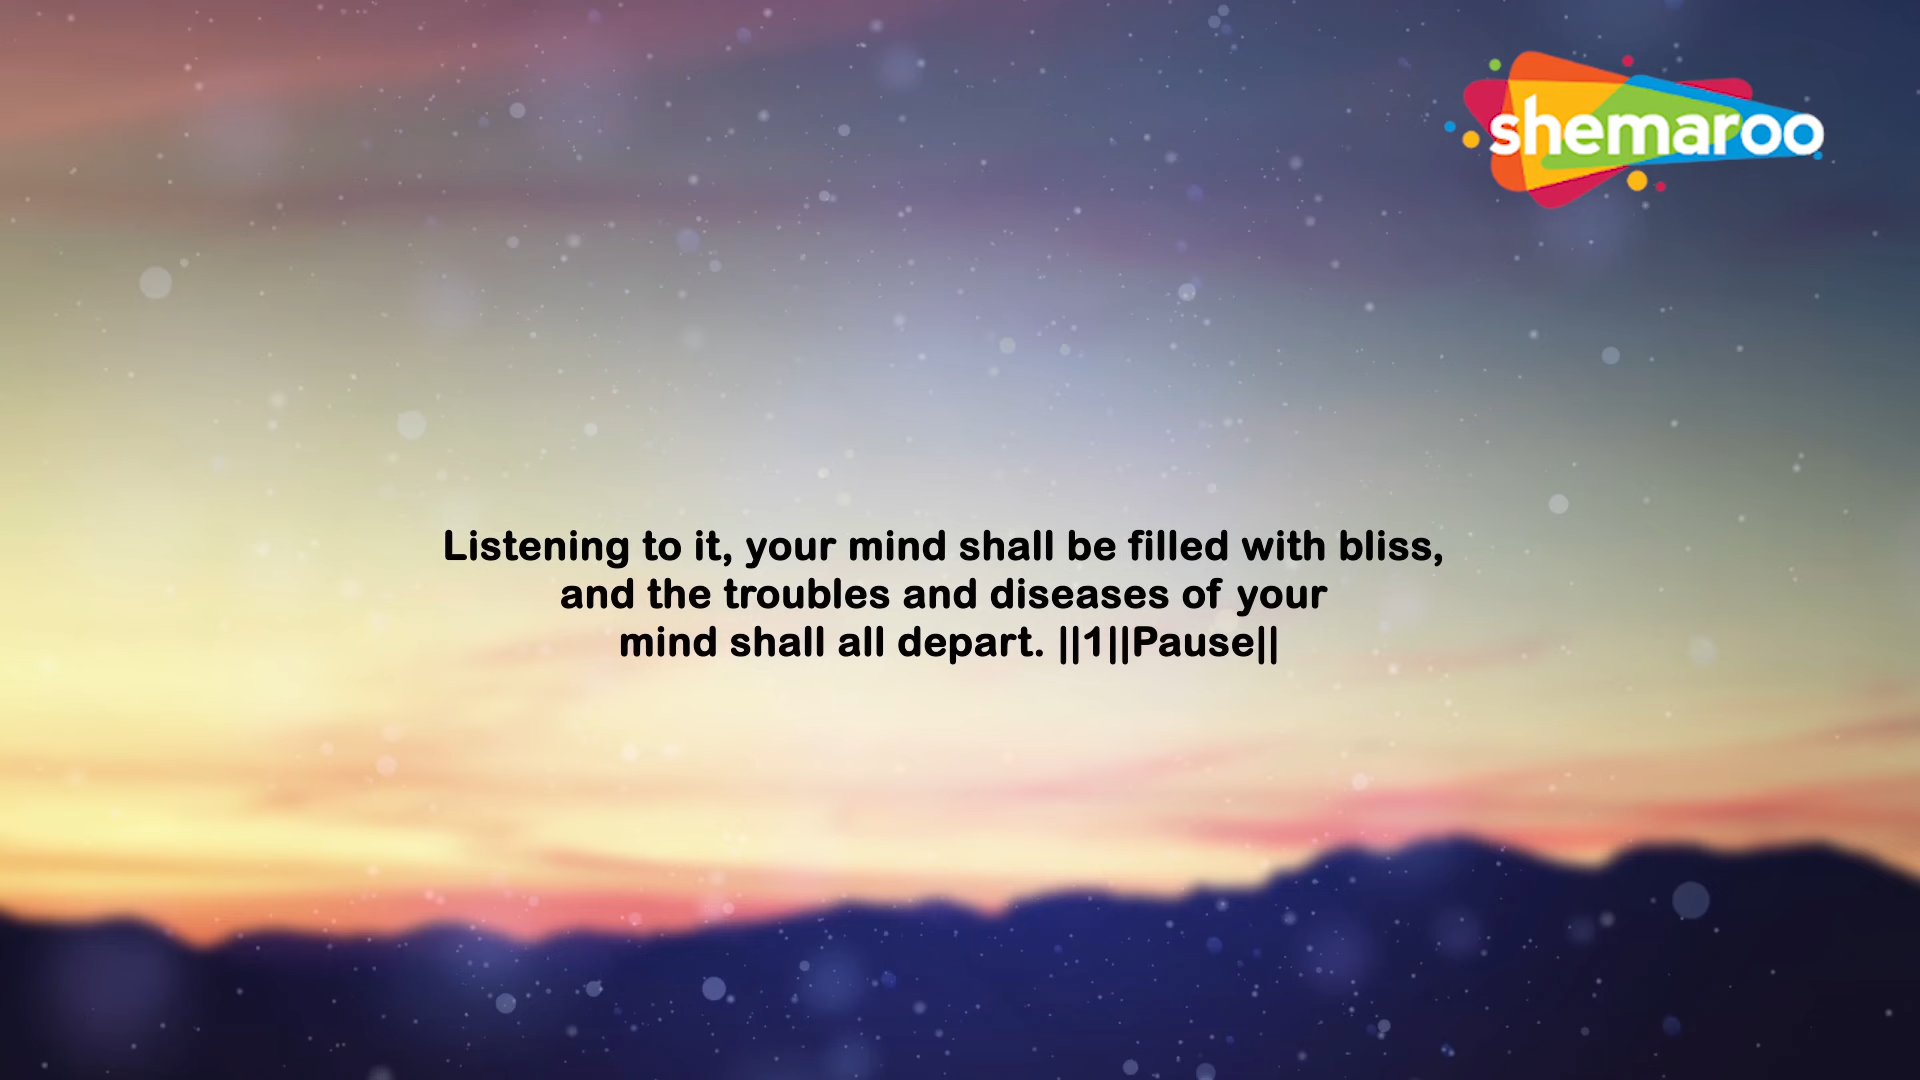 shemaroo
Listening to it, your mind shall be filled with bliss,
and the troubles and diseases of your
mind shall all depart. ||1||Pause||